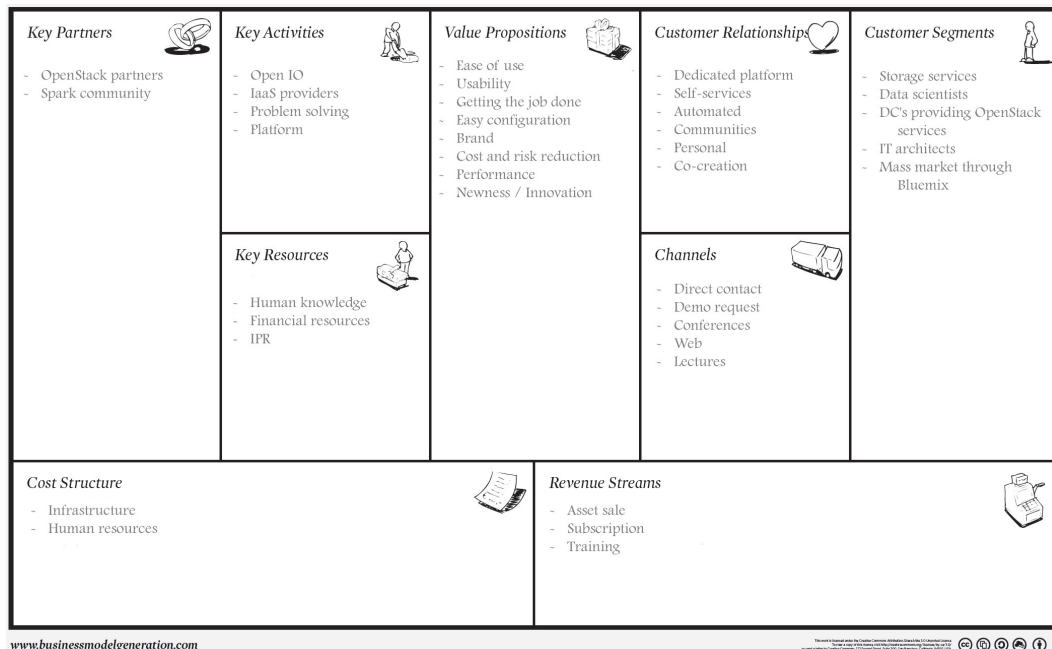 Key Partners
- OpenStack partners
- Spark community
Key Activities
- Open IO
- IaaS providers
- Problem solving
- Platform
Key Resources
- Human knowledge
- Financial resources
- IPR
Value Propositions
- Ease of use
- Usability
- Getting the job done
- Easy configuration
- Brand
- Cost and risk reduction
- Performance
- Newness / Innovation
Customer Relationships
- Dedicated platform
- Self-services
- Automated
- Communities
- Personal
- Co-creation
Channels
- Direct contact
- Demo request
- Conferences
- Web
- Lectures
Customer Segments
- Storage services
- Data scientists
- DC's providing OpenStack
services
- IT architects
- Mass market through
Bluemix
Cost Structure
- Infrastructure
- Human resources
Revenue Streams
- Asset sale
- Subscription
- Training
www.businessmodelgeneration.com